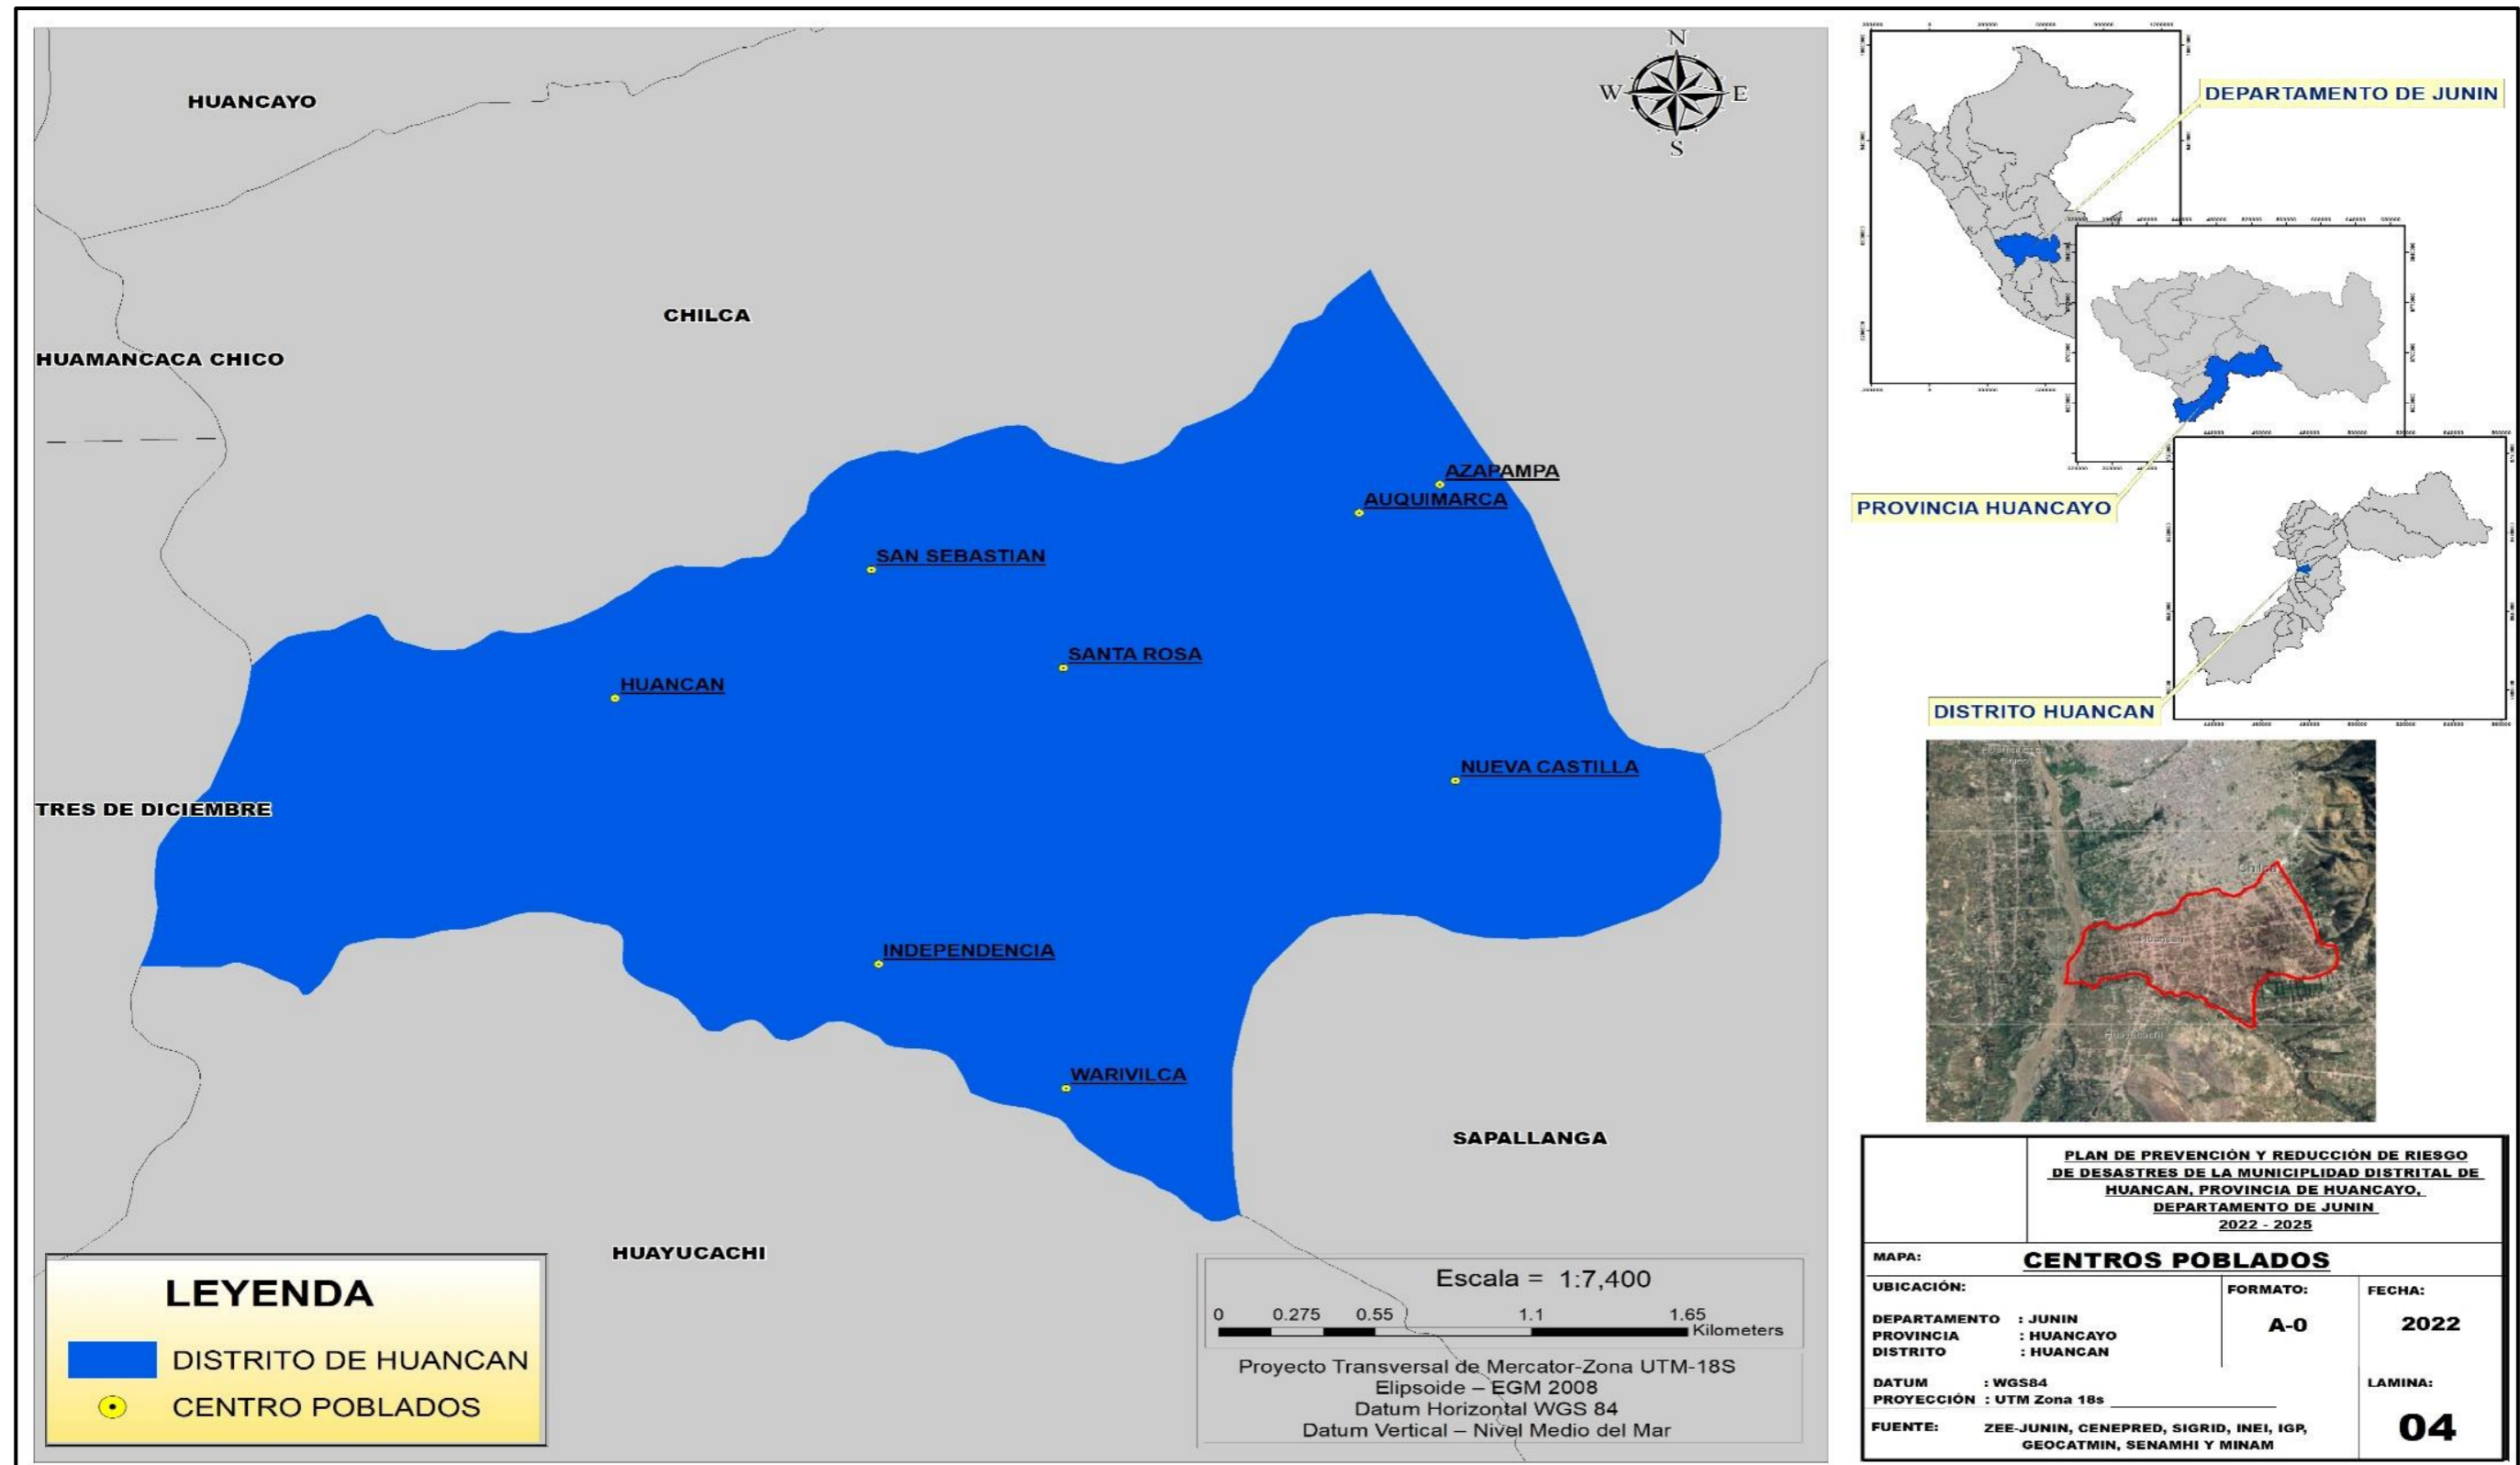 HUANCAYO
N
W
E
S
CHILCA
HUAMANCACA CHICO
AZAPAMPA
AUQUIMARCA
SAN SEBASTIAN
SANTA ROSA
HUANCAN
NUEVA CASTILLA
TRES DE DICIEMBRE
INDEPENDENCIA
WARIVILCA
SAPALLANGA
HUAYUCACHI
LEYENDA
DISTRITO DE HUANCAN
CENTRO POBLADOS
Escala = 1:7,400
0 0.275 0.55 1.1 1.65
Kilometers
Proyecto Transversal de Mercator-Zona UTM-18S
Elipsoide – EGM 2008
Datum Horizontal WGS 84
Datum Vertical – Nivel Medio del Mar
DEPARTAMENTO DE JUNIN
PROVINCIA HUANCAYO
DISTRITO HUANCAN
Chilca
Huancan
Huayucachi
PLAN DE PREVENCIÓN Y REDUCCIÓN DE RIESGO
DE DESASTRES DE LA MUNICIPLIDAD DISTRITAL DE
HUANCAN, PROVINCIA DE HUANCAYO,
DEPARTAMENTO DE JUNIN
2022 - 2025
MAPA: CENTROS POBLADOS
UBICACIÓN:
DEPARTAMENTO : JUNIN
PROVINCIA : HUANCAYO
DISTRITO : HUANCAN
FORMATO:
A-0
FECHA:
2022
DATUM : WGS84
PROYECCIÓN : UTM Zona 18s
LAMINA:
04
FUENTE: ZEE-JUNIN, CENEPRED, SIGRID, INEI, IGP,
GEOCATMIN, SENAMHI Y MINAM